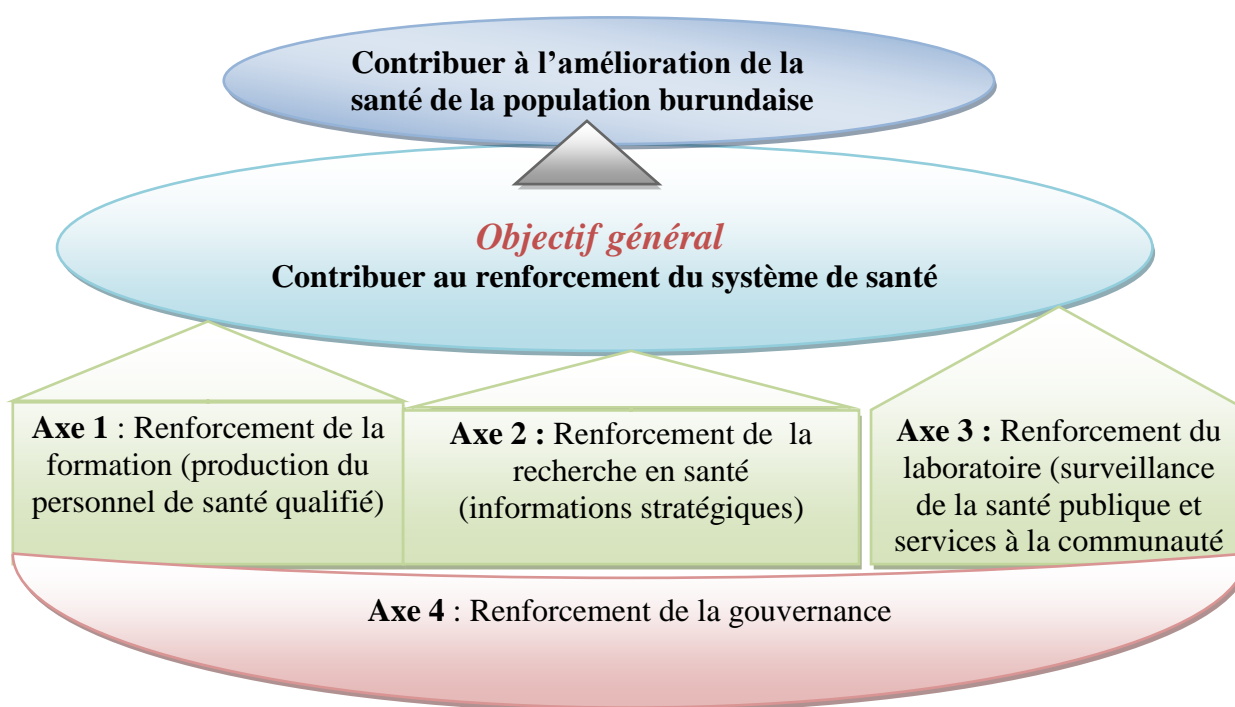 Contribuer à l’amélioration de la
santé de la population burundaise
Objectif général
Contribuer au renforcement du système de santé
Axe 1 : Renforcement de la
formation (production du
personnel de santé qualifié)
Axe 2 : Renforcement de la
recherche en santé
(informations stratégiques)
Axe 3 : Renforcement du
laboratoire (surveillance
de la santé publique et
services à la communauté
Axe 4 : Renforcement de la gouvernance